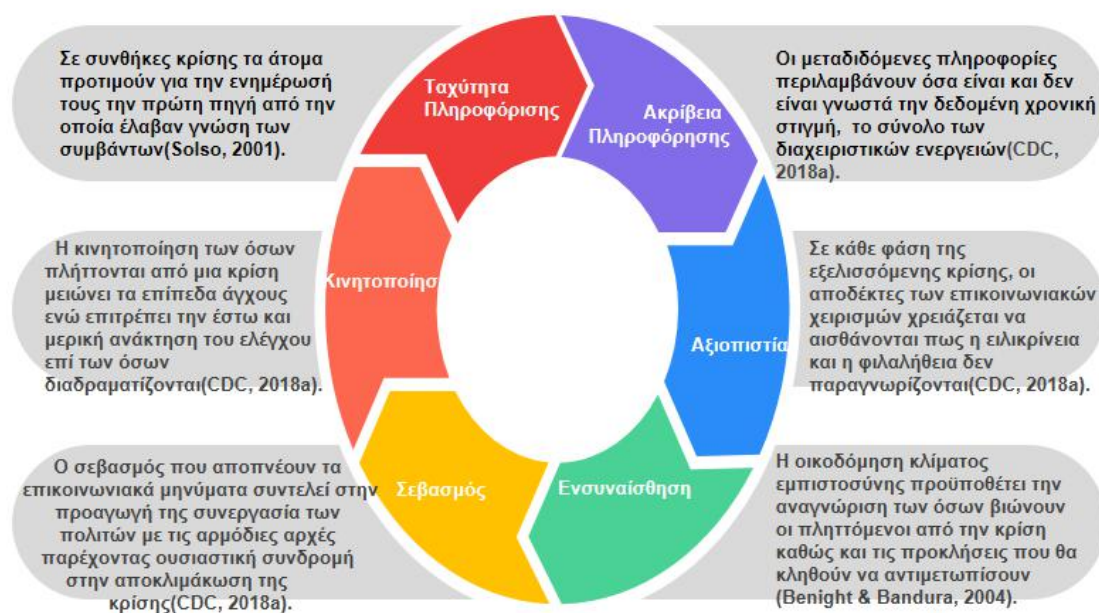 Σε συνθήκες κρίσης τα άτομα
προτιμούν για την ενημέρωσή
τους την πρώτη πηγή από την
οποία έλαβαν γνώση των
συμβάντων(Solso, 2001).
Ταχύτητα
Πληροφόρισης
Ακρίβεια
Πληροφόρησης
Οι μεταδιδόμενες πληροφορίες
περιλαμβάνουν όσα είναι και δεν
είναι γνωστά την δεδομένη χρονική
στιγμή, το σύνολο των
διαχειριστικών ενεργειών(CDC,
2018a).
Η κινητοποίηση των όσων
πλήττονται από μια κρίση
μειώνει τα επίπεδα άγχους
ενώ επιτρέπει την έστω και
μερική ανάκτηση του ελέγχου
επί των όσων
διαδραματίζονται(CDC, 2018a).
Κινητοποίησ
Αξιοπιστία
Σε κάθε φάση της
εξελισσόμενης κρίσης, οι
αποδέκτες των επικοινωνιακών
χειρισμών χρειάζεται να
αισθάνονται πως η ειλικρίνεια
και η φιλαλήθεια δεν
παραγνωρίζονται(CDC, 2018a).
Ο σεβασμός που αποπνέουν τα
επικοινωνιακά μηνύματα συντελεί στην
προαγωγή της συνεργασία των
πολιτών με τις αρμόδιες αρχές
παρέχοντας ουσιαστική συνδρομή
στην αποκλιμάκωση της
κρίσης(CDC, 2018a).
Σεβασμός
Ενσυναίσθηση
Η οικοδόμηση κλίματος
εμπιστοσύνης προϋποθέτει την
αναγνώριση των όσων βιώνουν
οι πληττόμενοι από την κρίση
καθώς και τις προκλήσεις που θα
κληθούν να αντιμετωπίσουν
(Benight & Bandura, 2004).